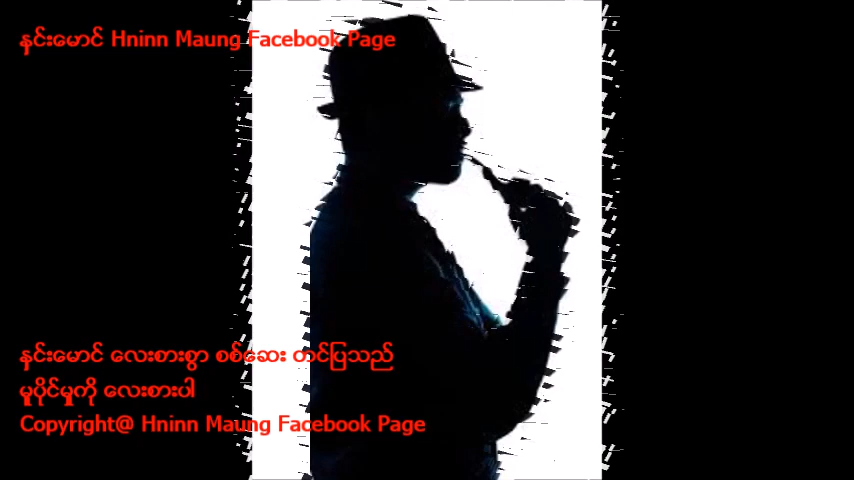 နှင်းမောင် Hninn Maung Facebook Page
နှင်းမောင် လေးစားစွာ စစ်ဆေး တင်ပြသည်
မူပိုင်မှုကို လေးစားပါ
Copyright@ Hninn Maung Facebook Page